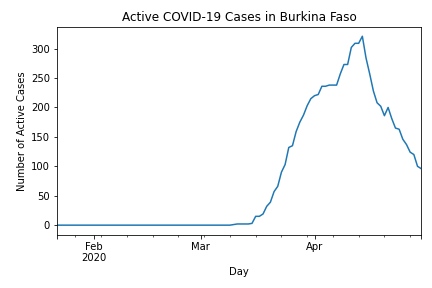 Active COVID-19 Cases in Burkina Faso
Number of Active Cases
300
250
200
150
100
50
0
Feb
2020
Mar
Apr
Day